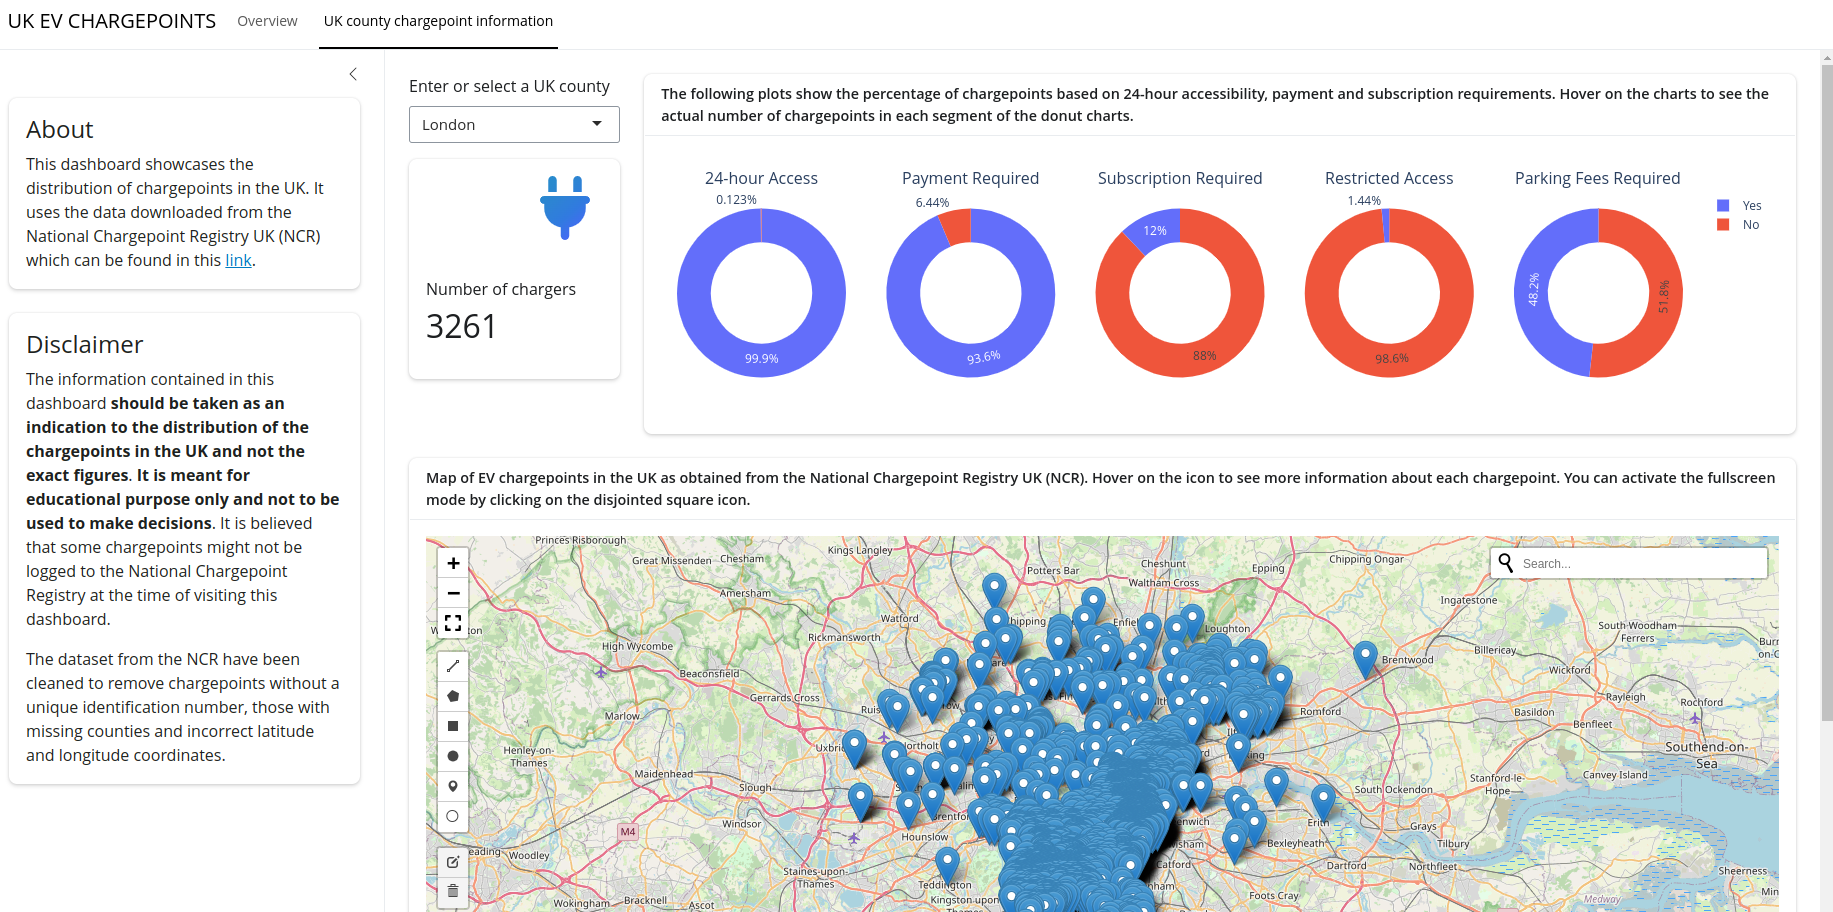 UK EV CHARGEPOINTS
Overview
UK county chargepoint information
About
This dashboard showcases the
distribution of chargepoints in the UK. It
uses the data downloaded from the
National Chargepoint Registry UK (NCR)
which can be found in this link.
Disclaimer
The information contained in this
dashboard should be taken as an
indication to the distribution of the
chargepoints in the UK and not the
exact figures. It is meant for
educational purpose only and not to be
used to make decisions. It is believed
that some chargepoints might not be
logged to the National Chargepoint
Registry at the time of visiting this
dashboard.
The dataset from the NCR have been
cleaned to remove chargepoints without a
unique identification number, those with
missing counties and incorrect latitude
and longitude coordinates.
Enter or select a UK county
London
Number of chargers
3261
The following plots show the percentage of chargepoints based on 24-hour accessibility, payment and subscription requirements. Hover on the charts to see the
actual number of chargepoints in each segment of the donut charts.
24-hour Access
0.123%
99.9%
Payment Required
6.44%
93.6%
Subscription Required
12%
88%
Restricted Access
1.44%
98.6%
Parking Fees Required
48.2%
51.8%
Yes
No
Map of EV chargepoints in the UK as obtained from the National Chargepoint Registry UK (NCR). Hover on the icon to see more information about each chargepoint. You can activate the fullscreen
mode by clicking on the disjointed square icon.
+
−
Search...
Princes Risborough
Great Missenden
Chesham
Kings Langley
Potters Bar
Cheshunt
Waltham Cross
Epping
Chipping Ongar
Amersham
Watford
Loughton
Ingatestone
South Woodham
Ferrers
Rickmansworth
High Wycombe
Beaconsfield
Gerrards Cross
Brentwood
Billericay
Wickford
Rayleigh
Rochford
Marlow
Romford
Basildon
Benfleet
Henley-on-
Thames
Maidenhead
Slough
Southend-on-
Sea
Canvey Island
Stanford-le-
Hope
South Ockendon
Windsor
M4
Hounslow
Erith
Grays
Tilbury
Woodley
Staines-upon-
Thames
Teddington
Bexleyheath
Dartford
Northfleet
Sheerness
Wokingham
Bracknell
Ascot
Foots Cray
Medway